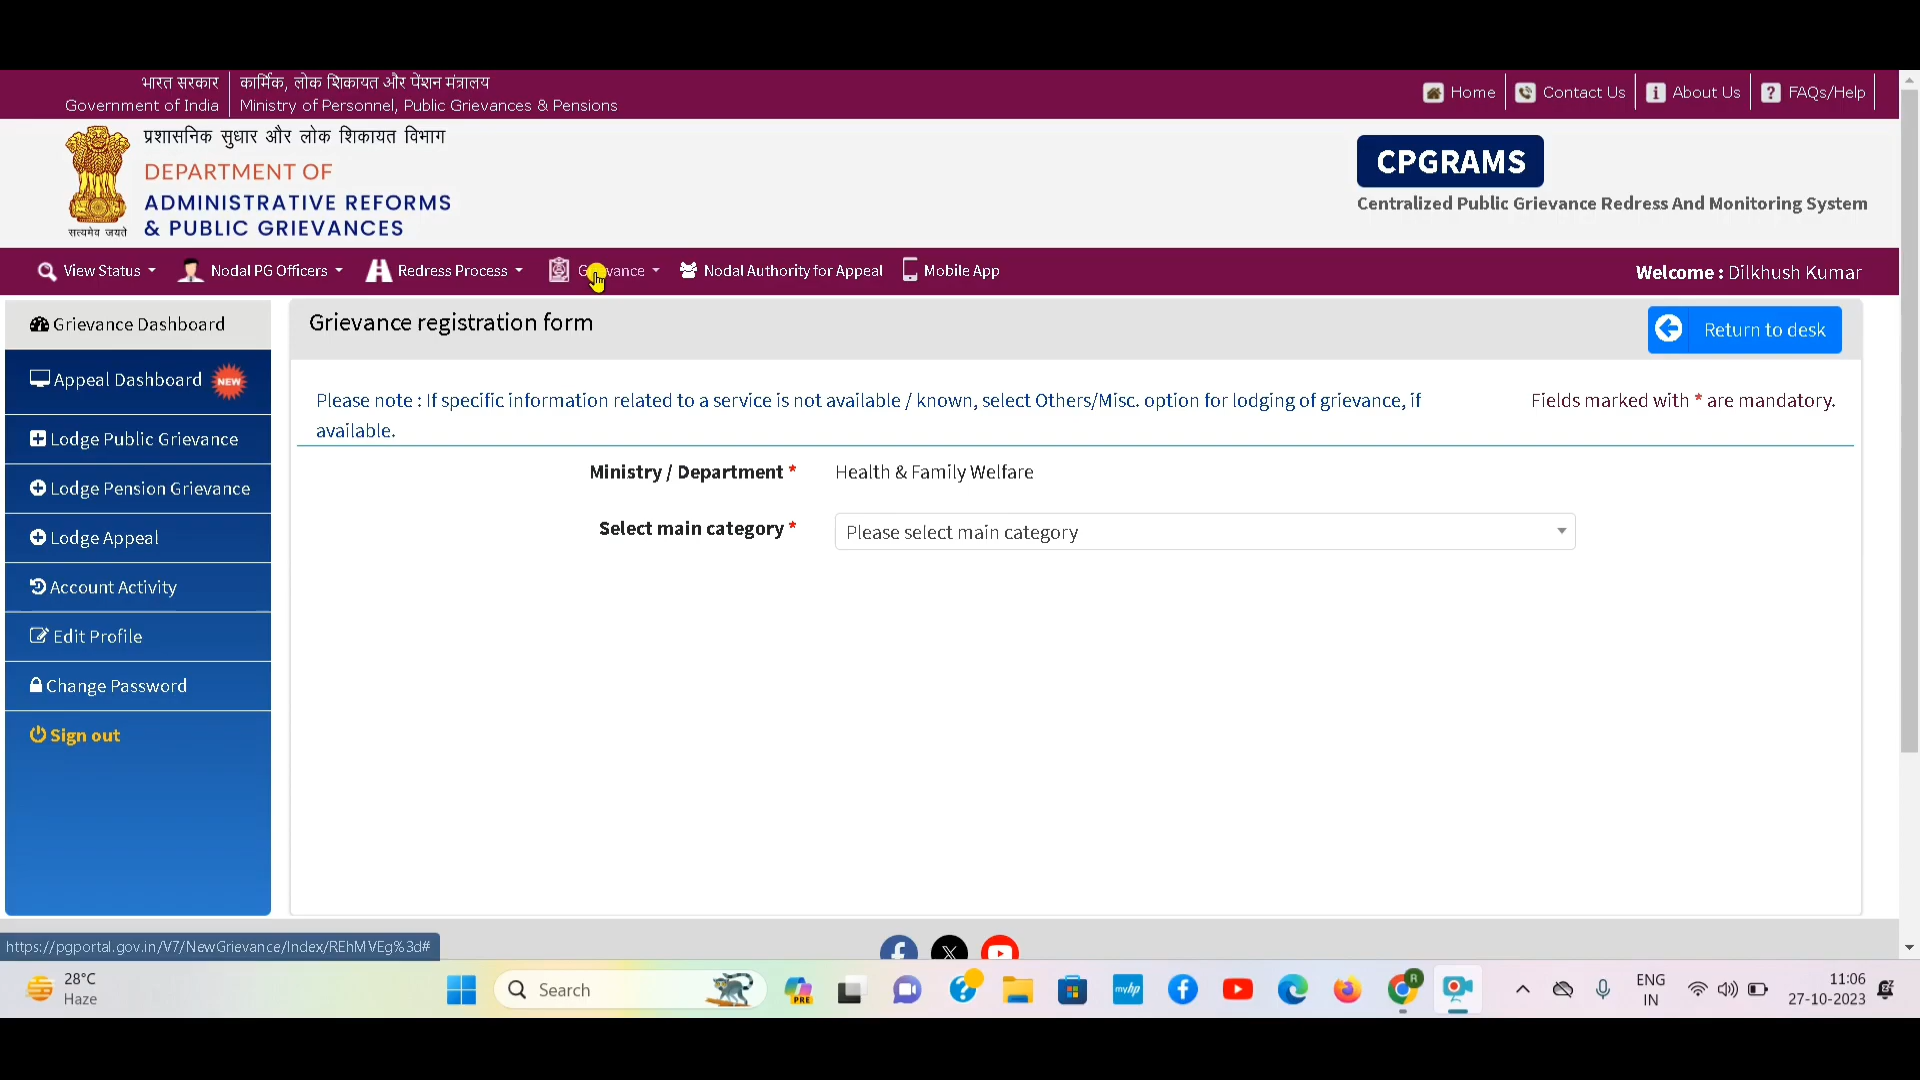 भारत सरकार
Government of India
कार्मिक, लोक शिकायत और पेंशन मंत्रालय
Ministry of Personnel, Public Grievances & Pensions
Home
Contact Us
About Us
FAQs/Help
प्रशासनिक सुधार और लोक शिकायत विभाग
DEPARTMENT OF
ADMINISTRATIVE REFORMS
& PUBLIC GRIEVANCES
सत्यमेव जयते
CPGRAMS
Centralized Public Grievance Redress And Monitoring System
View Status
Nodal PG Officers
Redress Process
Nodal Authority for Appeal
Mobile App
Welcome : Dilkhush Kumar
Grievance Dashboard
Appeal Dashboard NEW
Lodge Public Grievance
Lodge Pension Grievance
Lodge Appeal
Account Activity
Edit Profile
Change Password
Sign out
Grievance registration form
Return to desk
Please note : If specific information related to a service is not available / known, select Others/Misc. option for lodging of grievance, if
available.
Fields marked with * are mandatory.
Ministry / Department * Health & Family Welfare
Select main category * Please select main category
https://pgportal.gov.in/V7/NewGrievance/Index/REhMVEg%3d#
28°C
Haze
Search
PRE
myhp
R
ENG
IN
11:06
27-10-2023